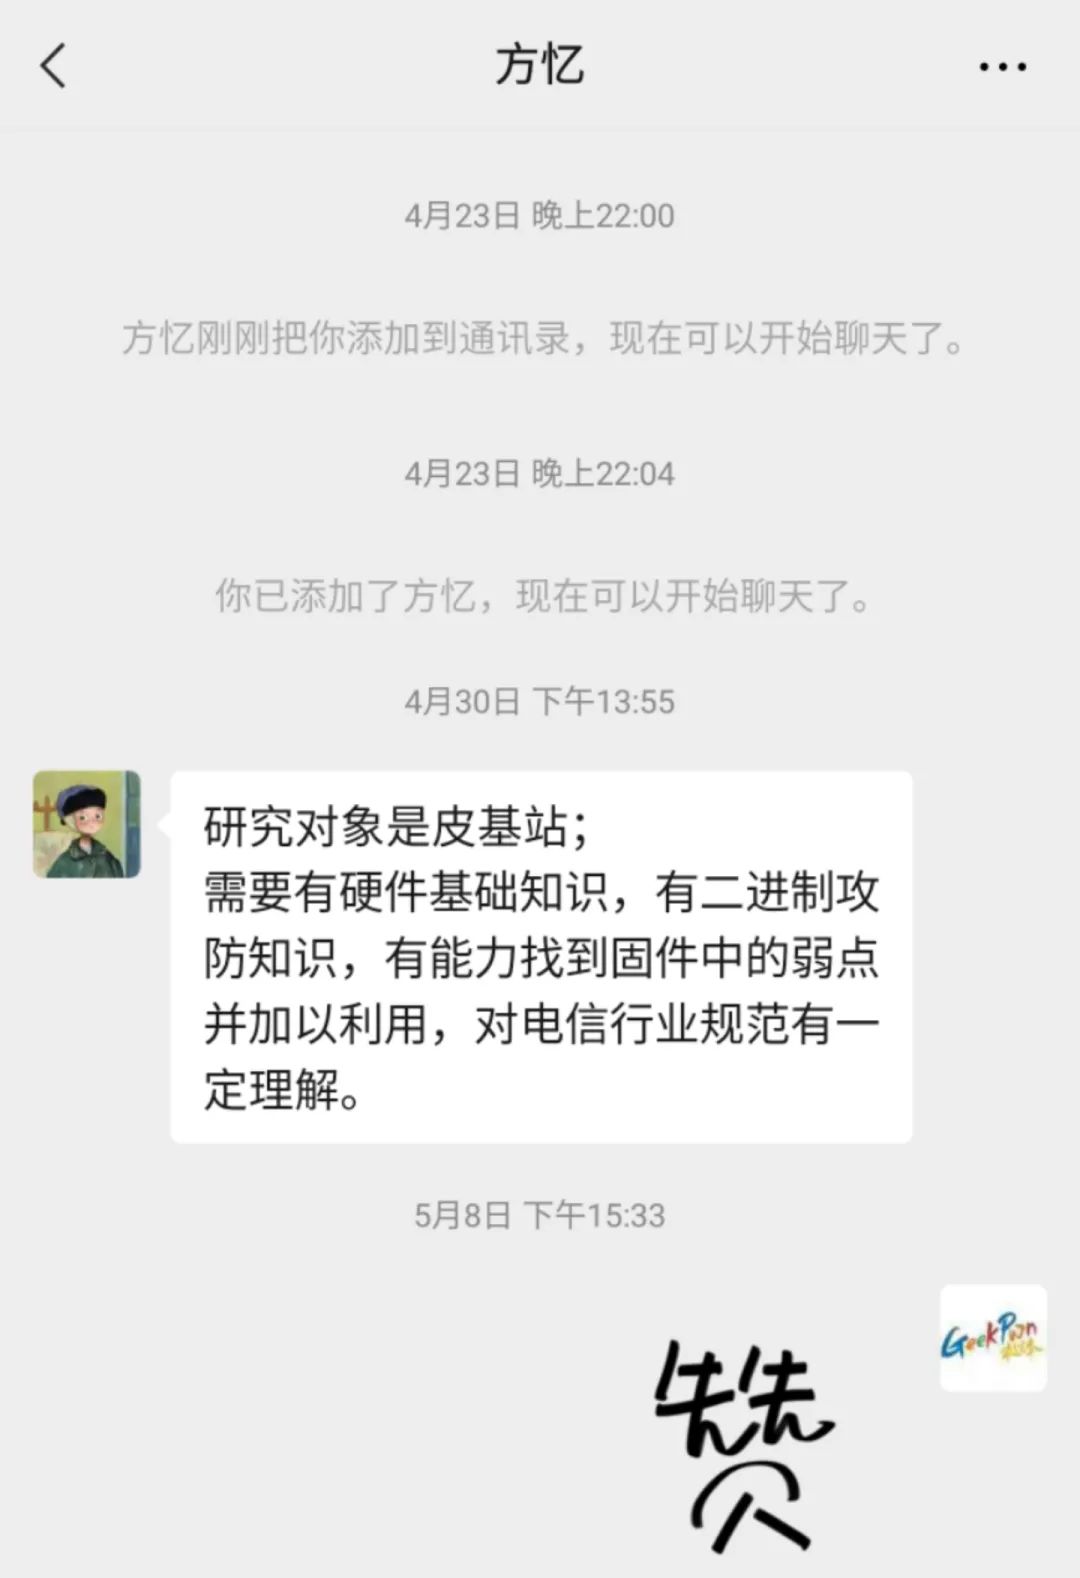 方忆
4月23日 晚上22:00
方忆刚刚把你添加到通讯录，现在可以开始聊天了。
4月23日 晚上22:04
你已添加了方忆，现在可以开始聊天了。
4月30日 下午13:55
研究对象是皮基站；
需要有硬件基础知识，有二进制攻
防知识，有能力找到固件中的弱点
并加以利用，对电信行业规范有一
定理解。
5月8日 下午15:33
GeekPwn
赞